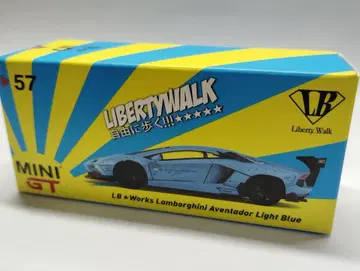 57
LIBERTYWALK
自由に歩く!!!★★★★★
LB
Liberty Walk
MINI
GT
LB★Works Lamborghini Aventador Light Blue